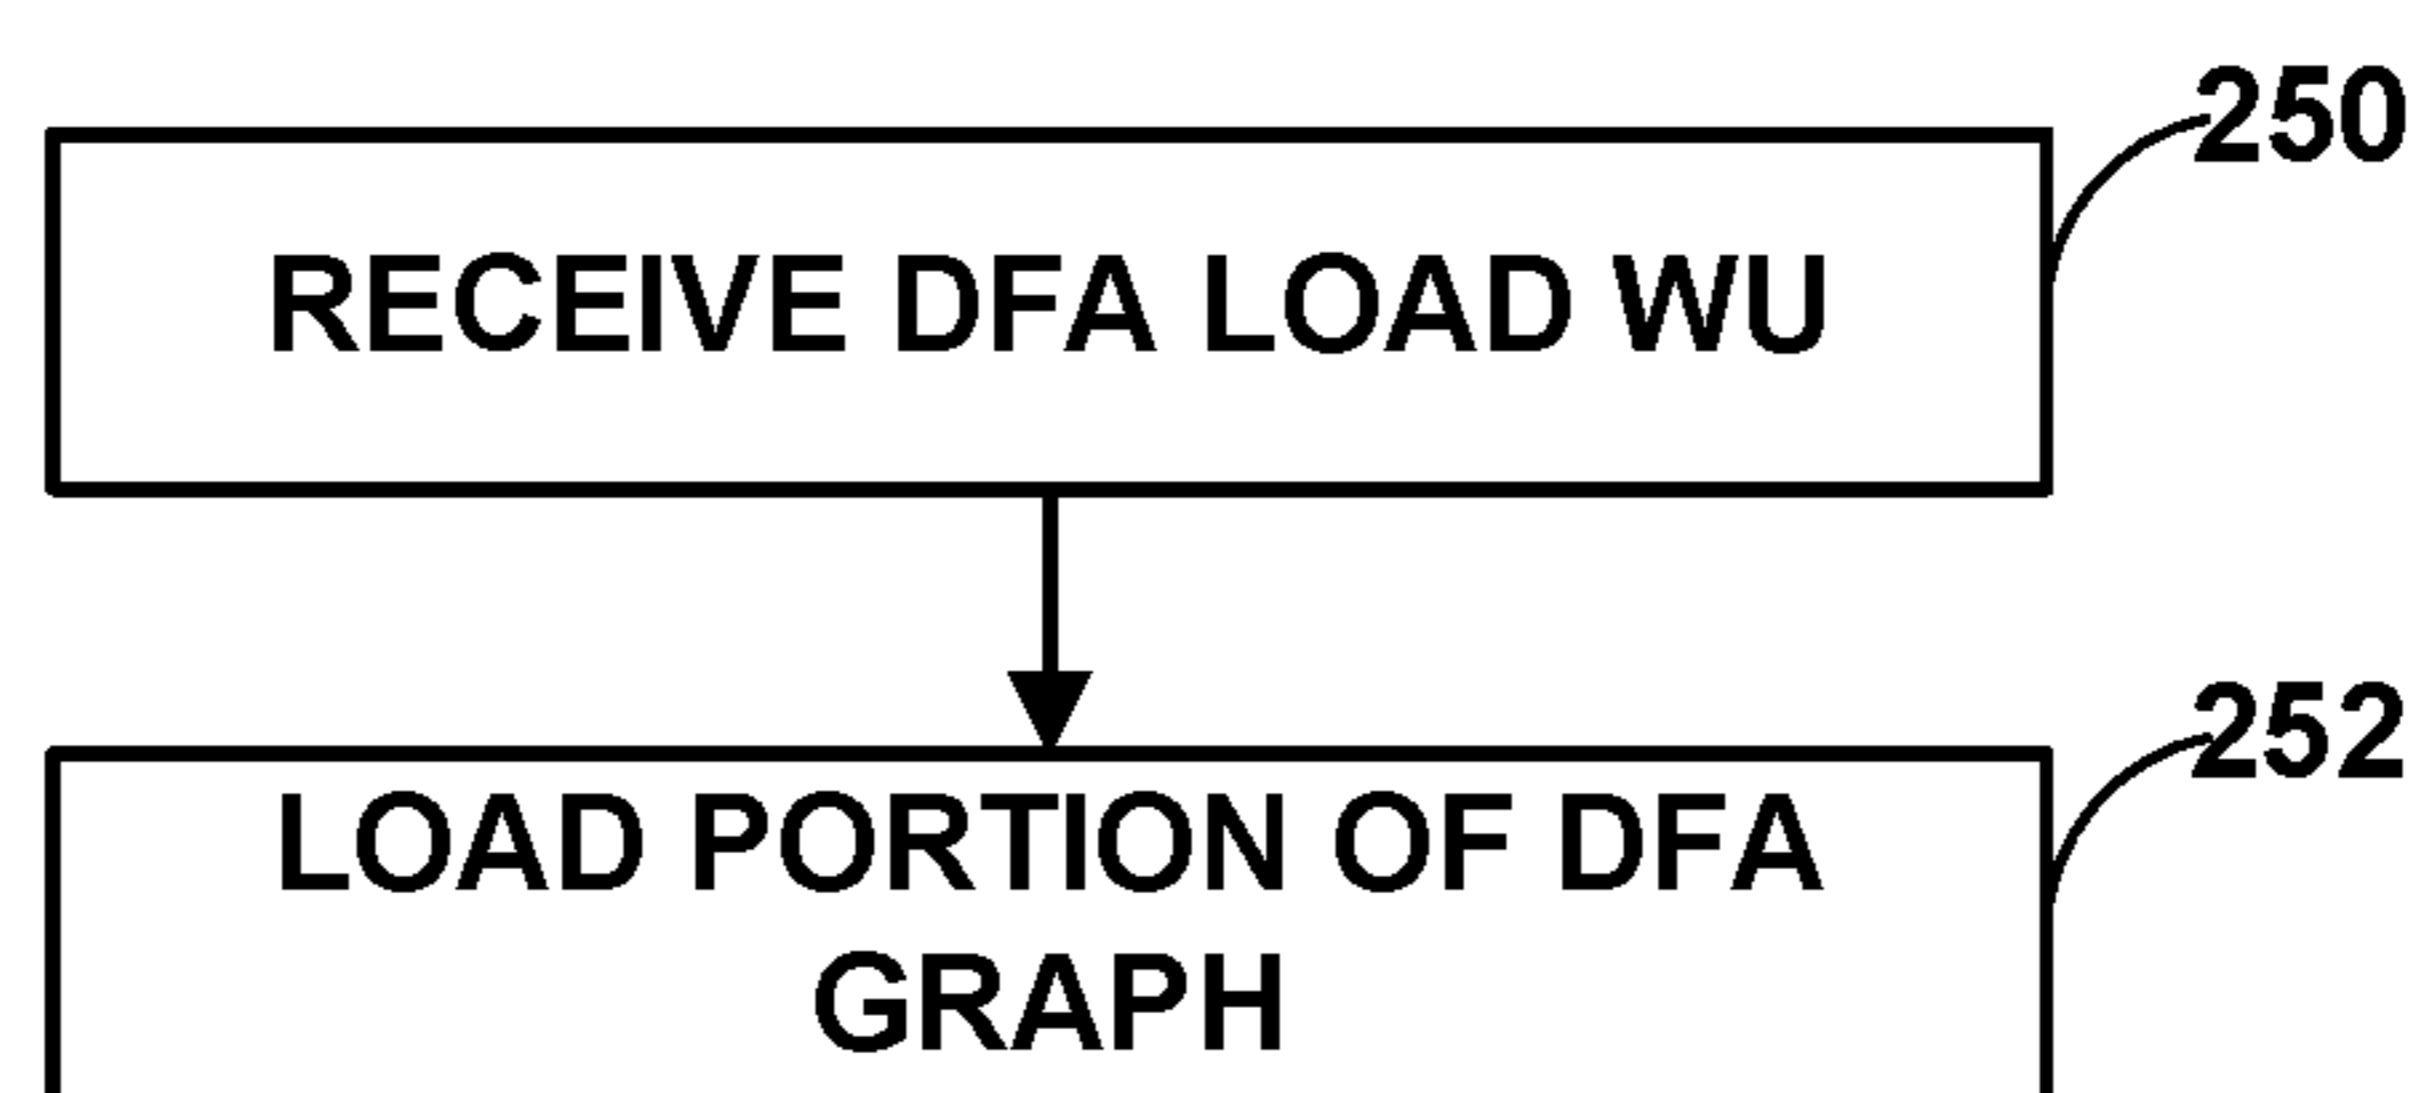 250
RECEIVE DFA LOAD WU
252
LOAD PORTION OF DFA
GRAPH